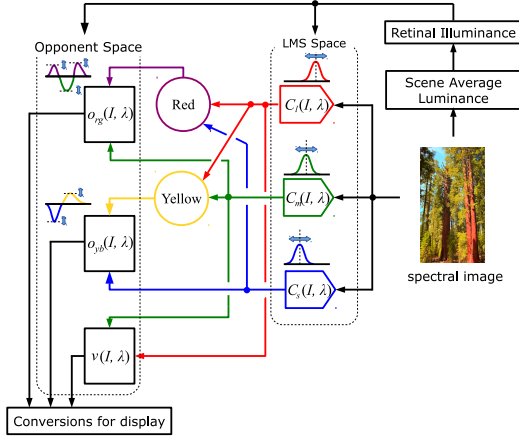 Opponent Space
LMS Space
Retinal Illuminance
Scene Average
Luminance
o_rg(I, λ)
Red
C_l(I, λ)
Yellow
C_m(I, λ)
o_yb(I, λ)
spectral image
C_s(I, λ)
v(I, λ)
Conversions for display